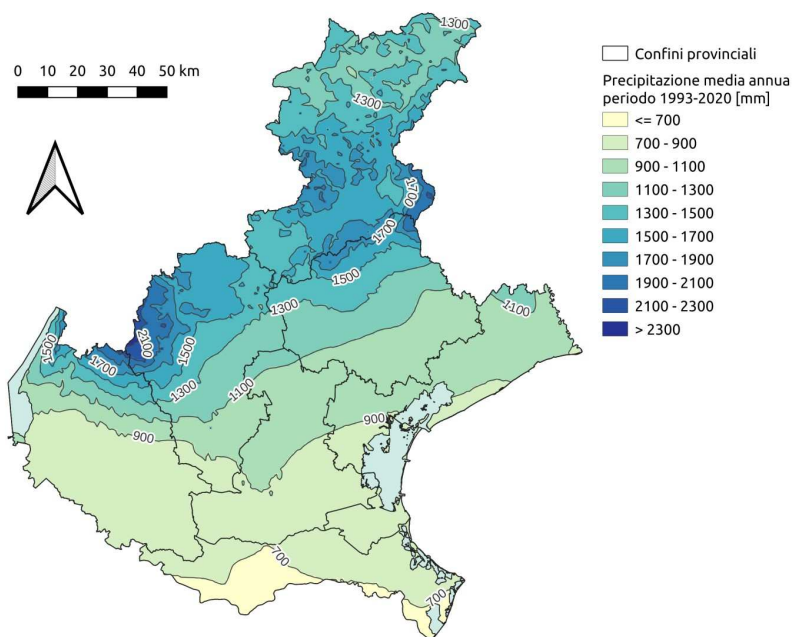 1300
0 10 20 30 40 50 km
Confini provinciali
Precipitazione media annua
periodo 1993-2020 [mm]
<= 700
700 - 900
900 - 1100
1100 - 1300
1300 - 1500
1500 - 1700
1700 - 1900
1900 - 2100
2100 - 2300
> 2300
1300
1700
1700
1500
1300
1100
2100
1500
1500
1700
1300
1100
900
900
700
700